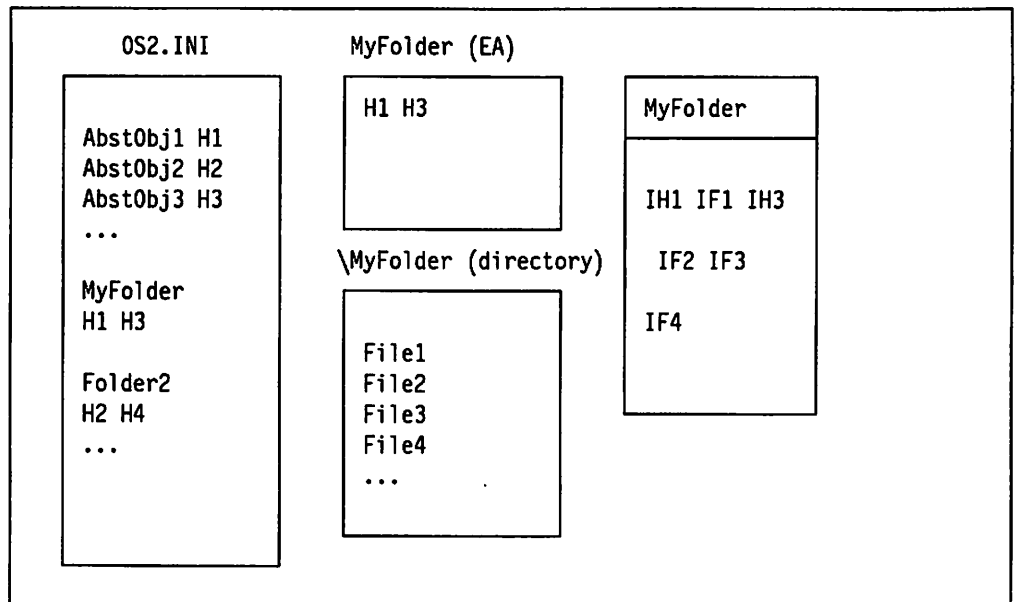 OS2.INI
AbstObj1 H1
AbstObj2 H2
AbstObj3 H3
...
MyFolder
H1 H3
Folder2
H2 H4
...
MyFolder (EA)
H1 H3
\MyFolder (directory)
File1
File2
File3
File4
...
MyFolder
IH1 IF1 IH3
IF2 IF3
IF4